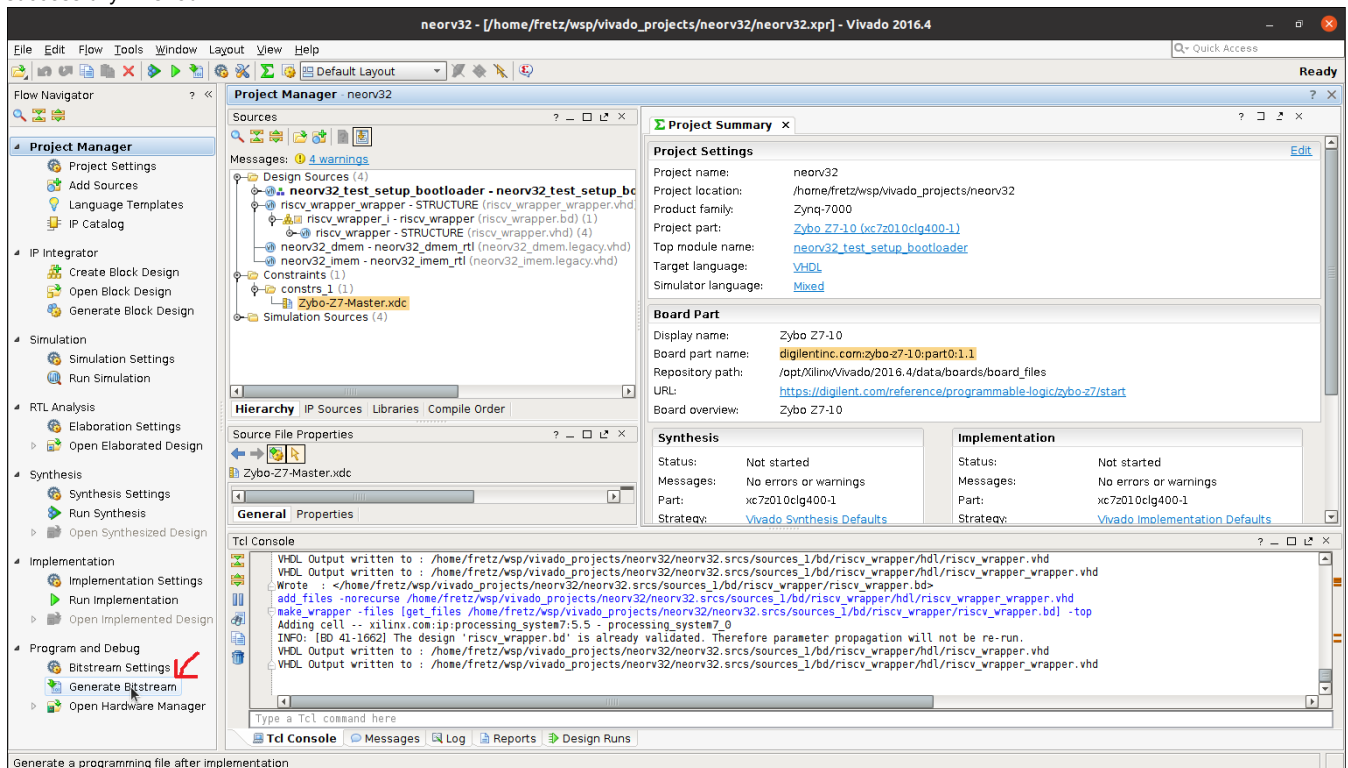 neorv32 - [/home/fretz/wsp/vivado_projects/neorv32/neorv32.xpr] - Vivado 2016.4
File Edit Flow Tools Window Layout View Help
Quick Access
Default Layout
Ready
Flow Navigator
Project Manager
Project Settings
Add Sources
Language Templates
IP Catalog
IP Integrator
Create Block Design
Open Block Design
Generate Block Design
Simulation
Simulation Settings
Run Simulation
RTL Analysis
Elaboration Settings
Open Elaborated Design
Synthesis
Synthesis Settings
Run Synthesis
Open Synthesized Design
Implementation
Implementation Settings
Run Implementation
Open Implemented Design
Program and Debug
Bitstream Settings
Generate Bitstream
Open Hardware Manager
Project Manager - neorv32
Sources
Messages: 4 warnings
Design Sources (4)
neorv32_test_setup_bootloader - neorv32_test_setup_bo
riscv_wrapper_wrapper - STRUCTURE (riscv_wrapper_wrapper.vhd
riscv_wrapper_i - riscv_wrapper (riscv_wrapper.bd) (1)
riscv_wrapper - STRUCTURE (riscv_wrapper.vhd) (4)
neorv32_dmem - neorv32_dmem_rtl (neorv32_dmem.legacy.vhd)
neorv32_imem - neorv32_imem_rtl (neorv32_imem.legacy.vhd)
Constraints (1)
constrs_1 (1)
Zybo-Z7-Master.xdc
Simulation Sources (4)
Hierarchy IP Sources Libraries Compile Order
Source File Properties
Zybo-Z7-Master.xdc
General Properties
Project Summary
Project Settings Edit
Project name: neorv32
Project location: /home/fretz/wsp/vivado_projects/neorv32
Product family: Zynq-7000
Project part: Zybo Z7-10 (xc7z010clg400-1)
Top module name: neorv32_test_setup_bootloader
Target language: VHDL
Simulator language: Mixed
Board Part
Display name: Zybo Z7-10
Board part name: digilentinc.com:zybo-z7-10:part0:1.1
Repository path: /opt/Xilinx/Vivado/2016.4/data/boards/board_files
URL: https://digilent.com/reference/programmable-logic/zybo-z7/start
Board overview: Zybo Z7-10
Synthesis
Status: Not started
Messages: No errors or warnings
Part: xc7z010clg400-1
Strategy: Vivado Synthesis Defaults
Implementation
Status: Not started
Messages: No errors or warnings
Part: xc7z010clg400-1
Strategy: Vivado Implementation Defaults
Tcl Console
VHDL Output written to : /home/fretz/wsp/vivado_projects/neorv32/neorv32.srcs/sources_1/bd/riscv_wrapper/hdl/riscv_wrapper.vhd
VHDL Output written to : /home/fretz/wsp/vivado_projects/neorv32/neorv32.srcs/sources_1/bd/riscv_wrapper/hdl/riscv_wrapper_wrapper.vhd
Wrote : </home/fretz/wsp/vivado_projects/neorv32/neorv32.srcs/sources_1/bd/riscv_wrapper/riscv_wrapper.bd>
add_files -norecurse /home/fretz/wsp/vivado_projects/neorv32/neorv32.srcs/sources_1/bd/riscv_wrapper/hdl/riscv_wrapper_wrapper.vhd
make_wrapper -files [get_files /home/fretz/wsp/vivado_projects/neorv32/neorv32.srcs/sources_1/bd/riscv_wrapper/riscv_wrapper.bd] -top
Adding cell -- xilinx.com:ip:processing_system7:5.5 - processing_system7_0
INFO: [BD 41-1662] The design 'riscv_wrapper.bd' is already validated. Therefore parameter propagation will not be re-run.
VHDL Output written to : /home/fretz/wsp/vivado_projects/neorv32/neorv32.srcs/sources_1/bd/riscv_wrapper/hdl/riscv_wrapper.vhd
VHDL Output written to : /home/fretz/wsp/vivado_projects/neorv32/neorv32.srcs/sources_1/bd/riscv_wrapper/hdl/riscv_wrapper_wrapper.vhd
Type a Tcl command here
Tcl Console Messages Log Reports Design Runs
Generate a programming file after implementation